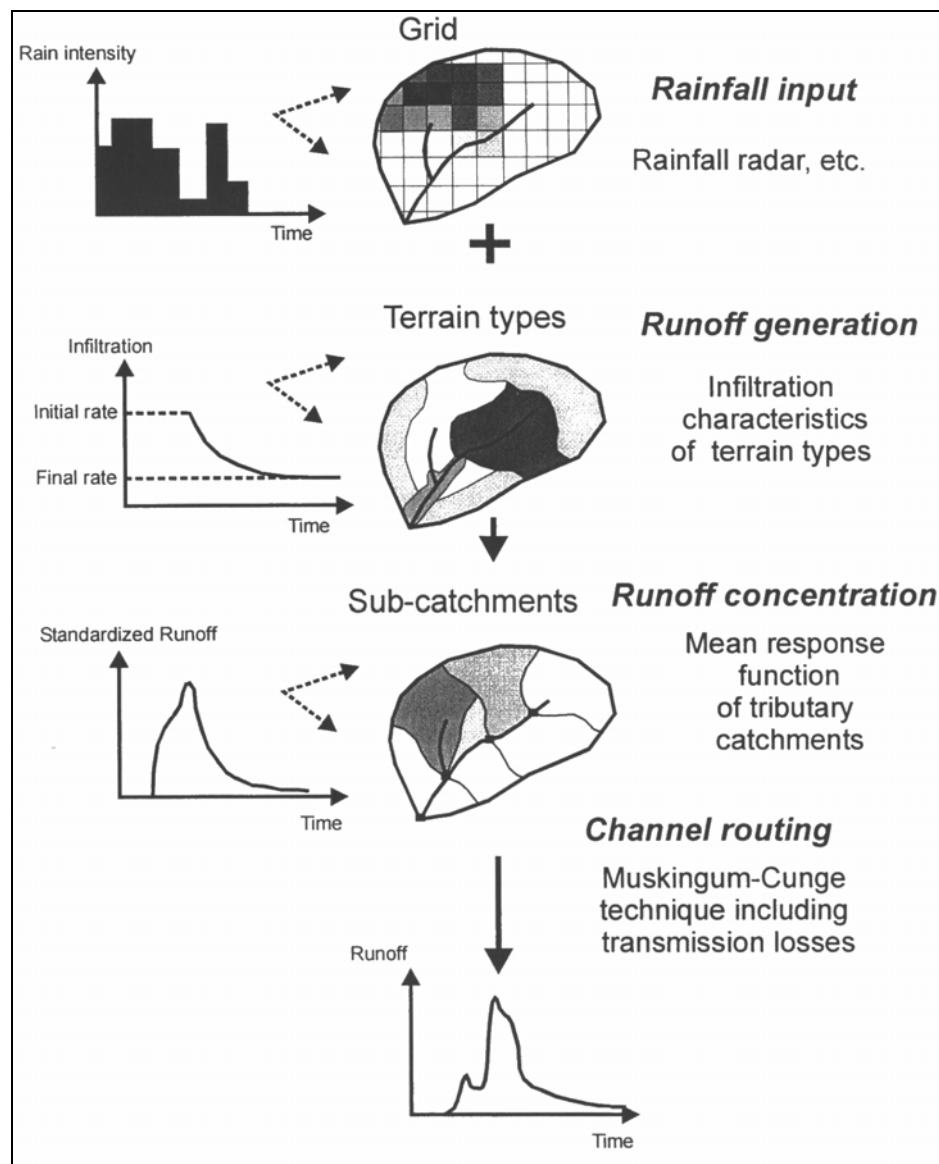 Grid
Rain intensity
Rainfall input
Rainfall radar, etc.
Time
Terrain types
Runoff generation
Infiltration
Initial rate
Final rate
Time
Infiltration
characteristics
of terrain types
Sub-catchments
Runoff concentration
Standardized Runoff
Mean response
function
of tributary
catchments
Time
Channel routing
Muskingum-Cunge
technique including
transmission losses
Runoff
Time